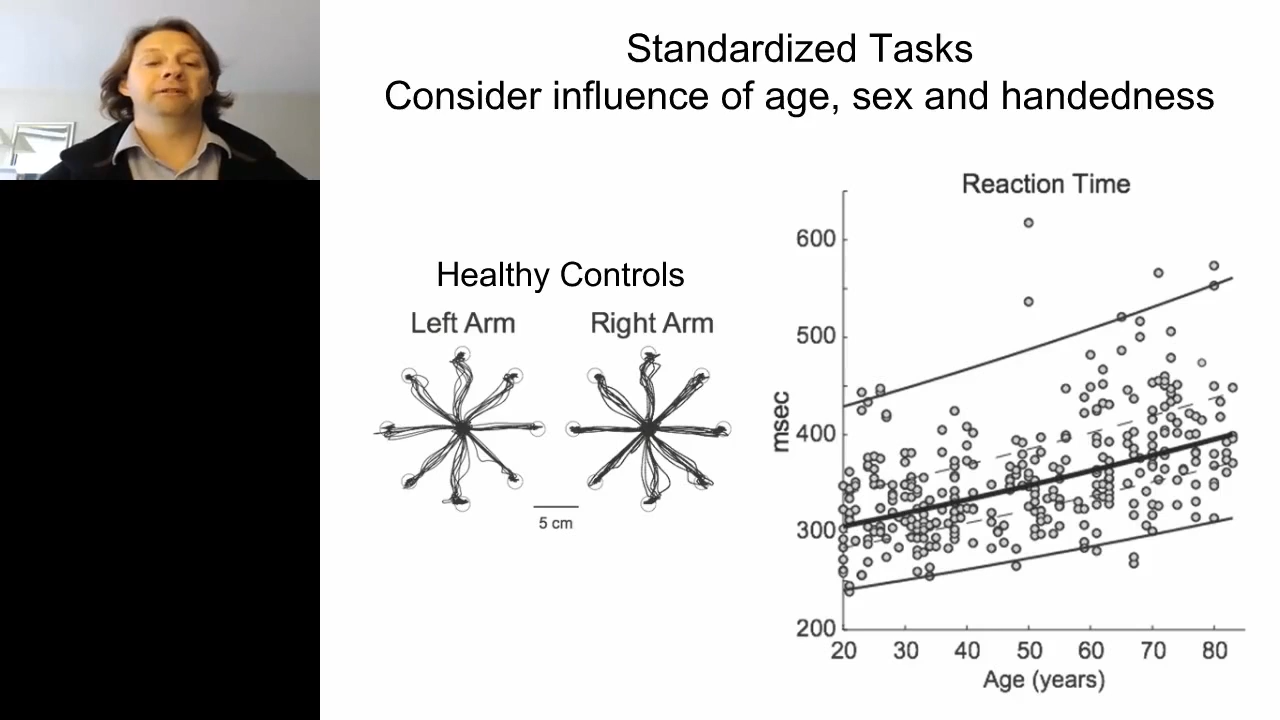 Standardized Tasks
Consider influence of age, sex and handedness
Healthy Controls
Left Arm
Right Arm
5 cm
Reaction Time
msec
600
500
400
300
200
20 30 40 50 60 70 80
Age (years)